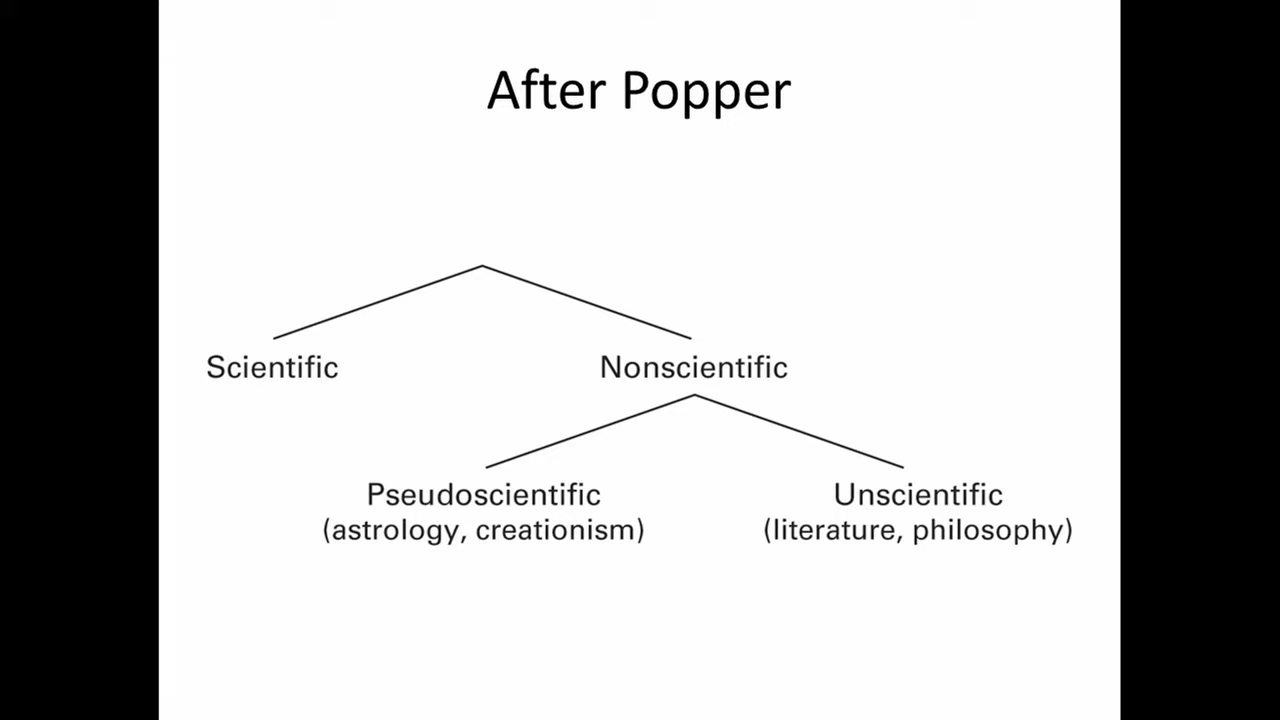 After Popper
Scientific
Nonscientific
Pseudoscientific
(astrology, creationism)
Unscientific
(literature, philosophy)